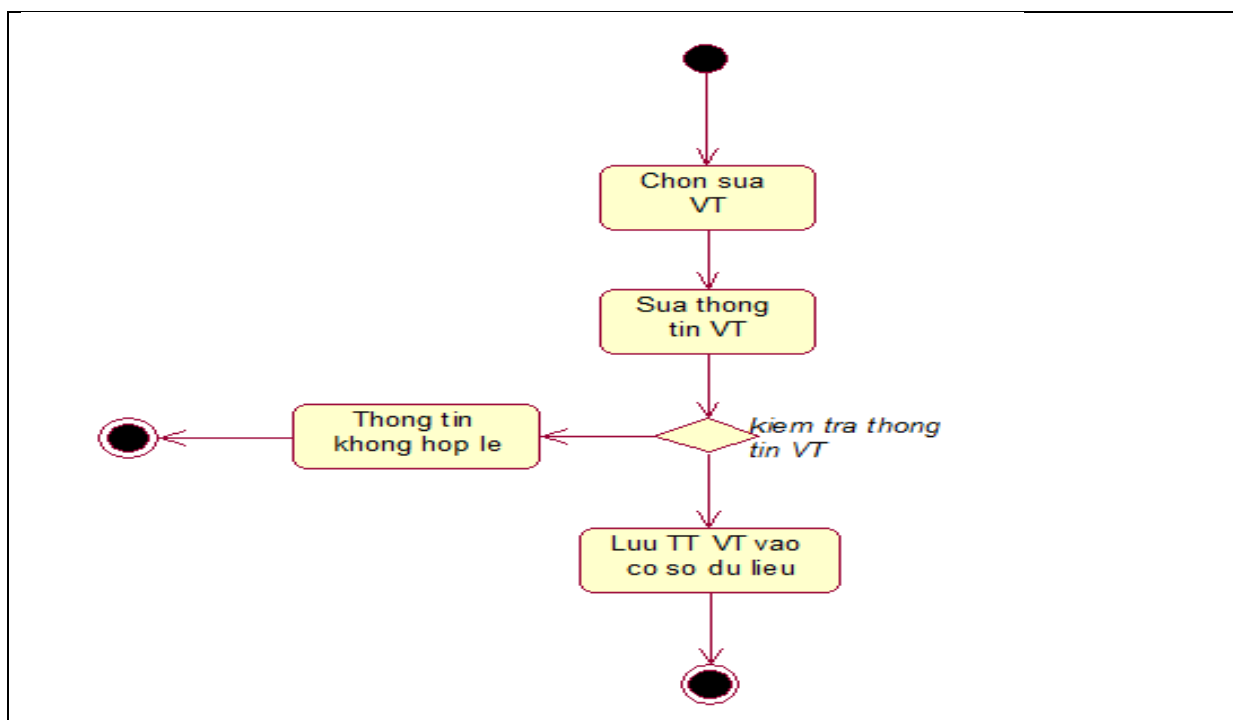 Chon sua
VT
Sua thong
tin VT
kiem tra thong
tin VT
Thong tin
khong hop le
Luu TT VT vao
co so du lieu